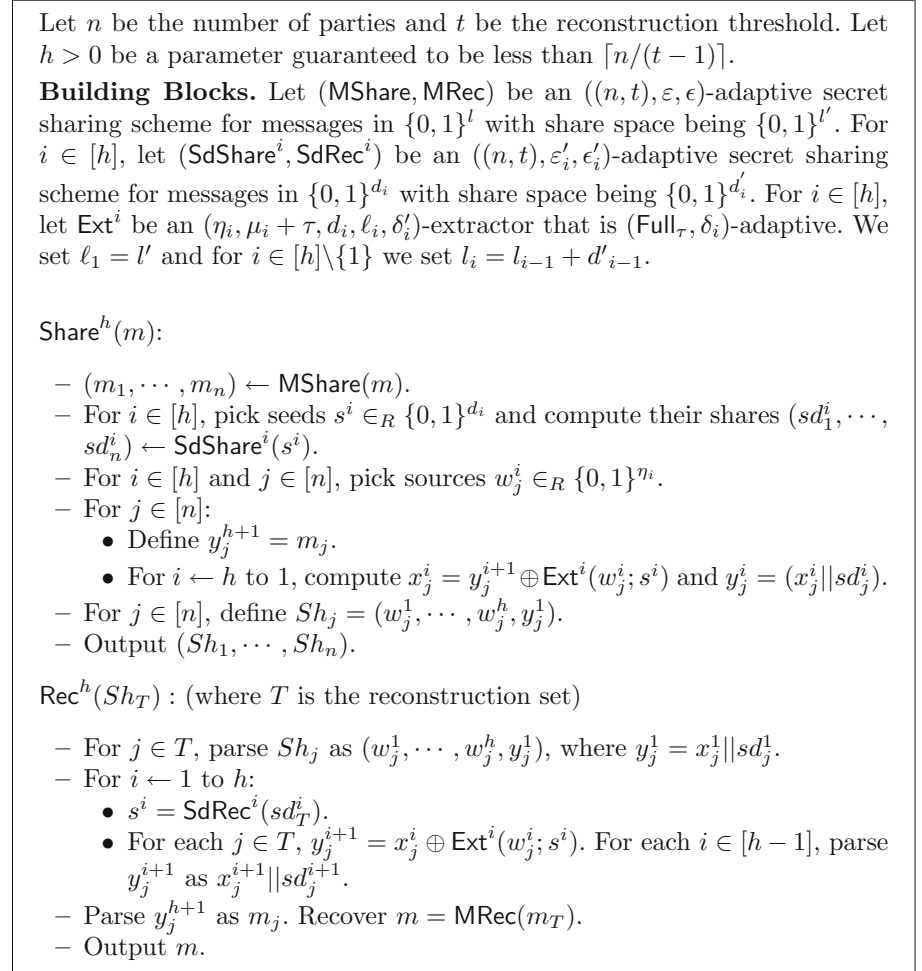 Let n be the number of parties and t be the reconstruction threshold. Let
h > 0 be a parameter guaranteed to be less than ⌈n/(t − 1)⌉.
Building Blocks. Let (MShare, MRec) be an ((n, t), ε, ϵ)-adaptive secret
sharing scheme for messages in {0, 1}^l with share space being {0, 1}^{l′}. For
i ∈ [h], let (SdShare^i, SdRec^i) be an ((n, t), ε′_i, ϵ′_i)-adaptive secret sharing
scheme for messages in {0, 1}^{d_i} with share space being {0, 1}^{d′_i}. For i ∈ [h],
let Ext^i be an (η_i, μ_i + τ, d_i, ℓ_i, δ′_i)-extractor that is (Full_τ, δ_i)-adaptive. We
set ℓ_1 = l′ and for i ∈ [h]\{1} we set l_i = l_{i−1} + d′_{i−1}.
Share^h(m):
– (m_1, ··· , m_n) ← MShare(m).
– For i ∈ [h], pick seeds s^i ∈_R {0, 1}^{d_i} and compute their shares (sd^i_1, ··· ,
sd^i_n) ← SdShare^i(s^i).
– For i ∈ [h] and j ∈ [n], pick sources w^i_j ∈_R {0, 1}^{η_i}.
– For j ∈ [n]:
• Define y^{h+1}_j = m_j.
• For i ← h to 1, compute x^i_j = y^{i+1}_j ⊕ Ext^i(w^i_j; s^i) and y^i_j = (x^i_j||sd^i_j).
– For j ∈ [n], define Sh_j = (w^1_j, ··· , w^h_j, y^1_j).
– Output (Sh_1, ··· , Sh_n).
Rec^h(Sh_T) : (where T is the reconstruction set)
– For j ∈ T, parse Sh_j as (w^1_j, ··· , w^h_j, y^1_j), where y^1_j = x^1_j||sd^1_j.
– For i ← 1 to h:
• s^i = SdRec^i(sd^i_T).
• For each j ∈ T, y^{i+1}_j = x^i_j ⊕ Ext^i(w^i_j; s^i). For each i ∈ [h − 1], parse
y^{i+1}_j as x^{i+1}_j||sd^{i+1}_j.
– Parse y^{h+1}_j as m_j. Recover m = MRec(m_T).
– Output m.